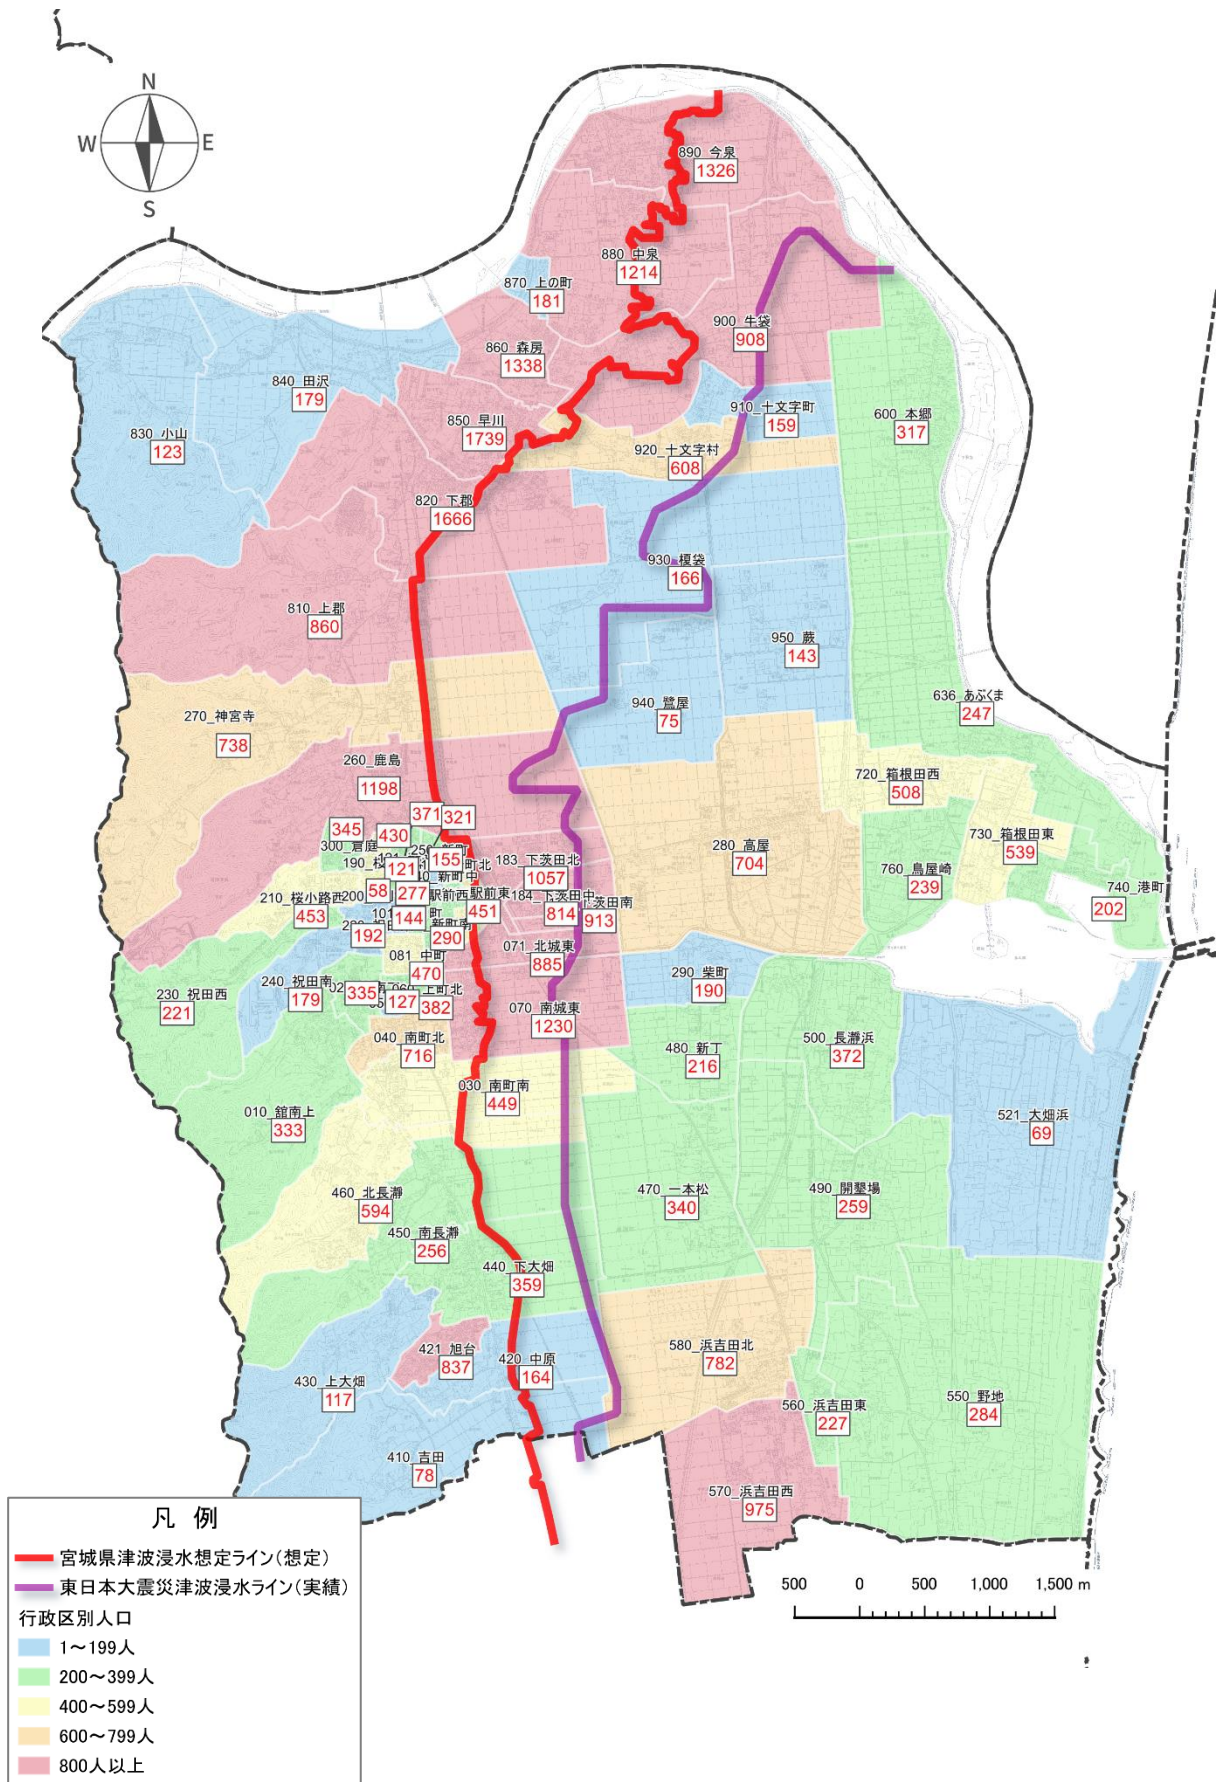 N
W E
S
890_今泉
1326
880_中泉
1214
870_上の町
181
900_牛袋
908
860_森房
1338
840_田沢
179
910_十文字町
159
600_本郷
317
850_早川
1739
830_小山
123
920_十文字村
608
820_下郡
1666
930_榎袋
166
810_上郡
860
950_蕨
143
636_あぶくま
247
940_鷺屋
75
270_神宮寺
738
260_鹿島
1198
720_箱根田西
508
371
321
345
430
300_倉庭
730_箱根田東
539
280_高屋
704
155
121
183_下茨田北
1057
760_鳥屋崎
239
740_港町
202
58
277
駅前西
駅前東
451
184_下茨田中
814
下茨田南
913
210_桜小路西
453
144
192
新町南
290
071_北城東
885
081_中町
470
290_柴町
190
240_祝田南
179
230_祝田西
221
335
127
382
070_南城東
1230
040_南町北
716
480_新丁
216
500_長瀞浜
372
030_南町南
449
010_舘南上
333
521_大畑浜
69
460_北長瀞
594
470_一本松
340
490_開墾場
259
450_南長瀞
256
440_下大畑
359
421_旭台
837
420_中原
164
580_浜吉田北
782
430_上大畑
117
560_浜吉田東
227
550_野地
284
410_吉田
78
570_浜吉田西
975
凡 例
宮城県津波浸水想定ライン(想定)
東日本大震災津波浸水ライン(実績)
行政区別人口
1～199人
200～399人
400～599人
600～799人
800人以上
500 0 500 1,000 1,500 m